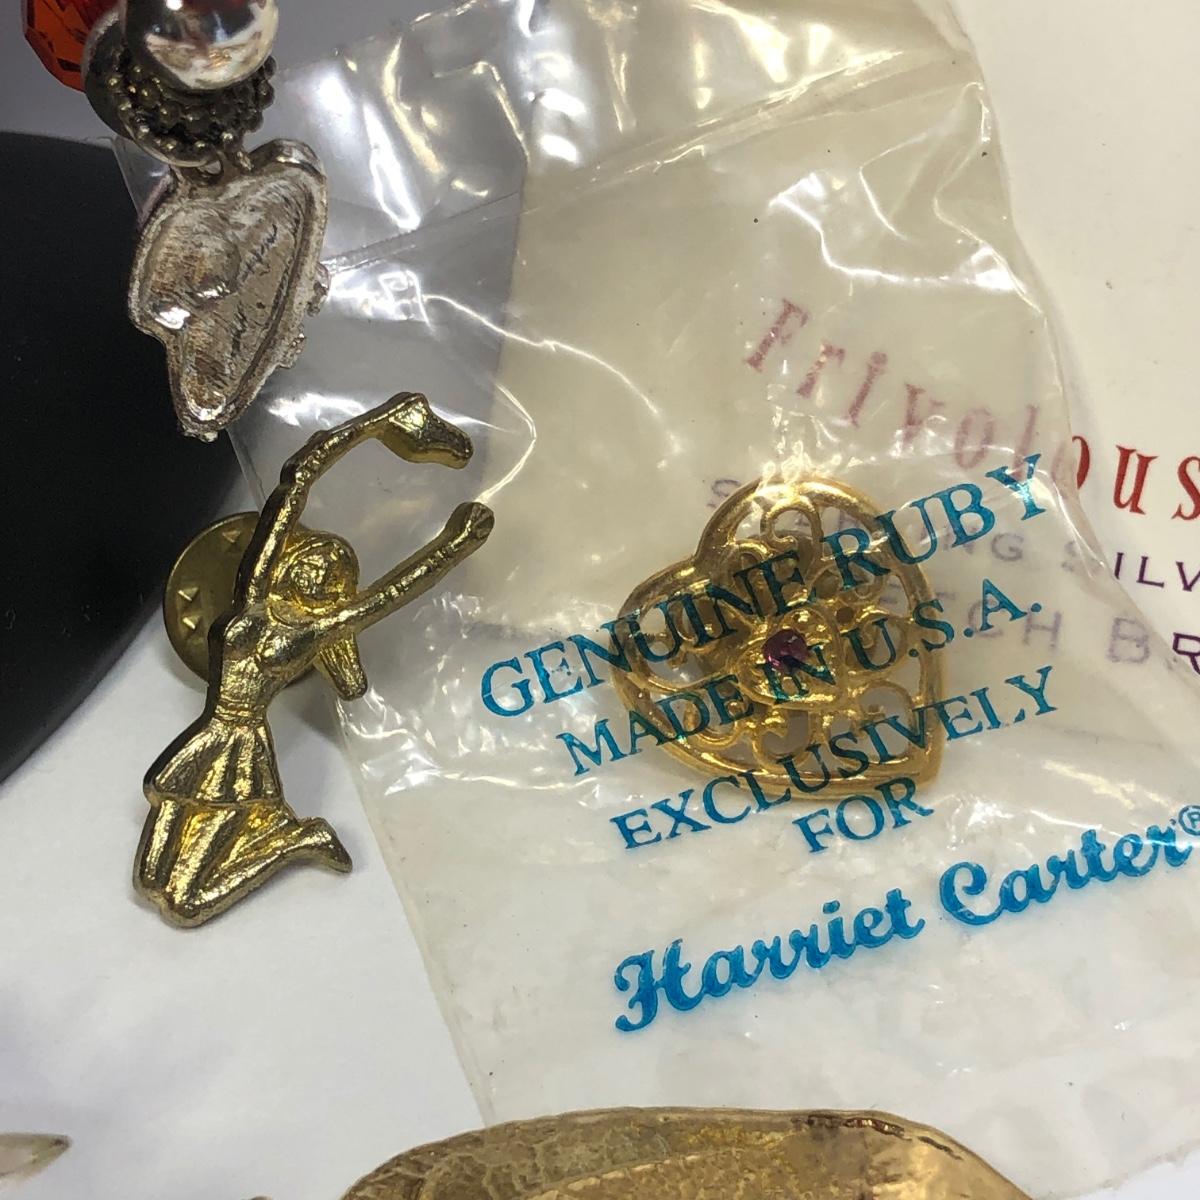 Frivolous
GENUINE RUBY
MADE IN U.S.A.
EXCLUSIVELY
FOR
Harriet Carter®